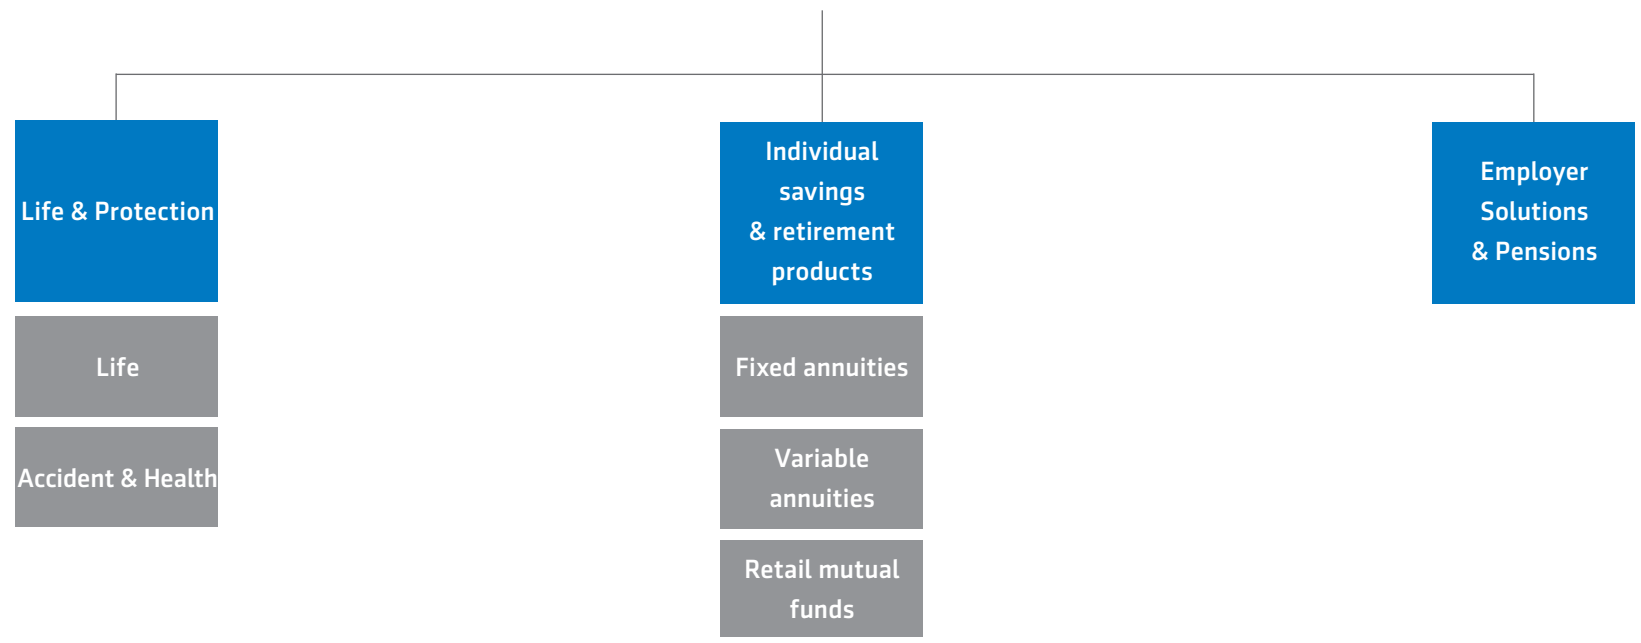 Life & Protection
Individual
savings
& retirement
products
Employer
Solutions
& Pensions
Life
Fixed annuities
Accident & Health
Variable
annuities
Retail mutual
funds